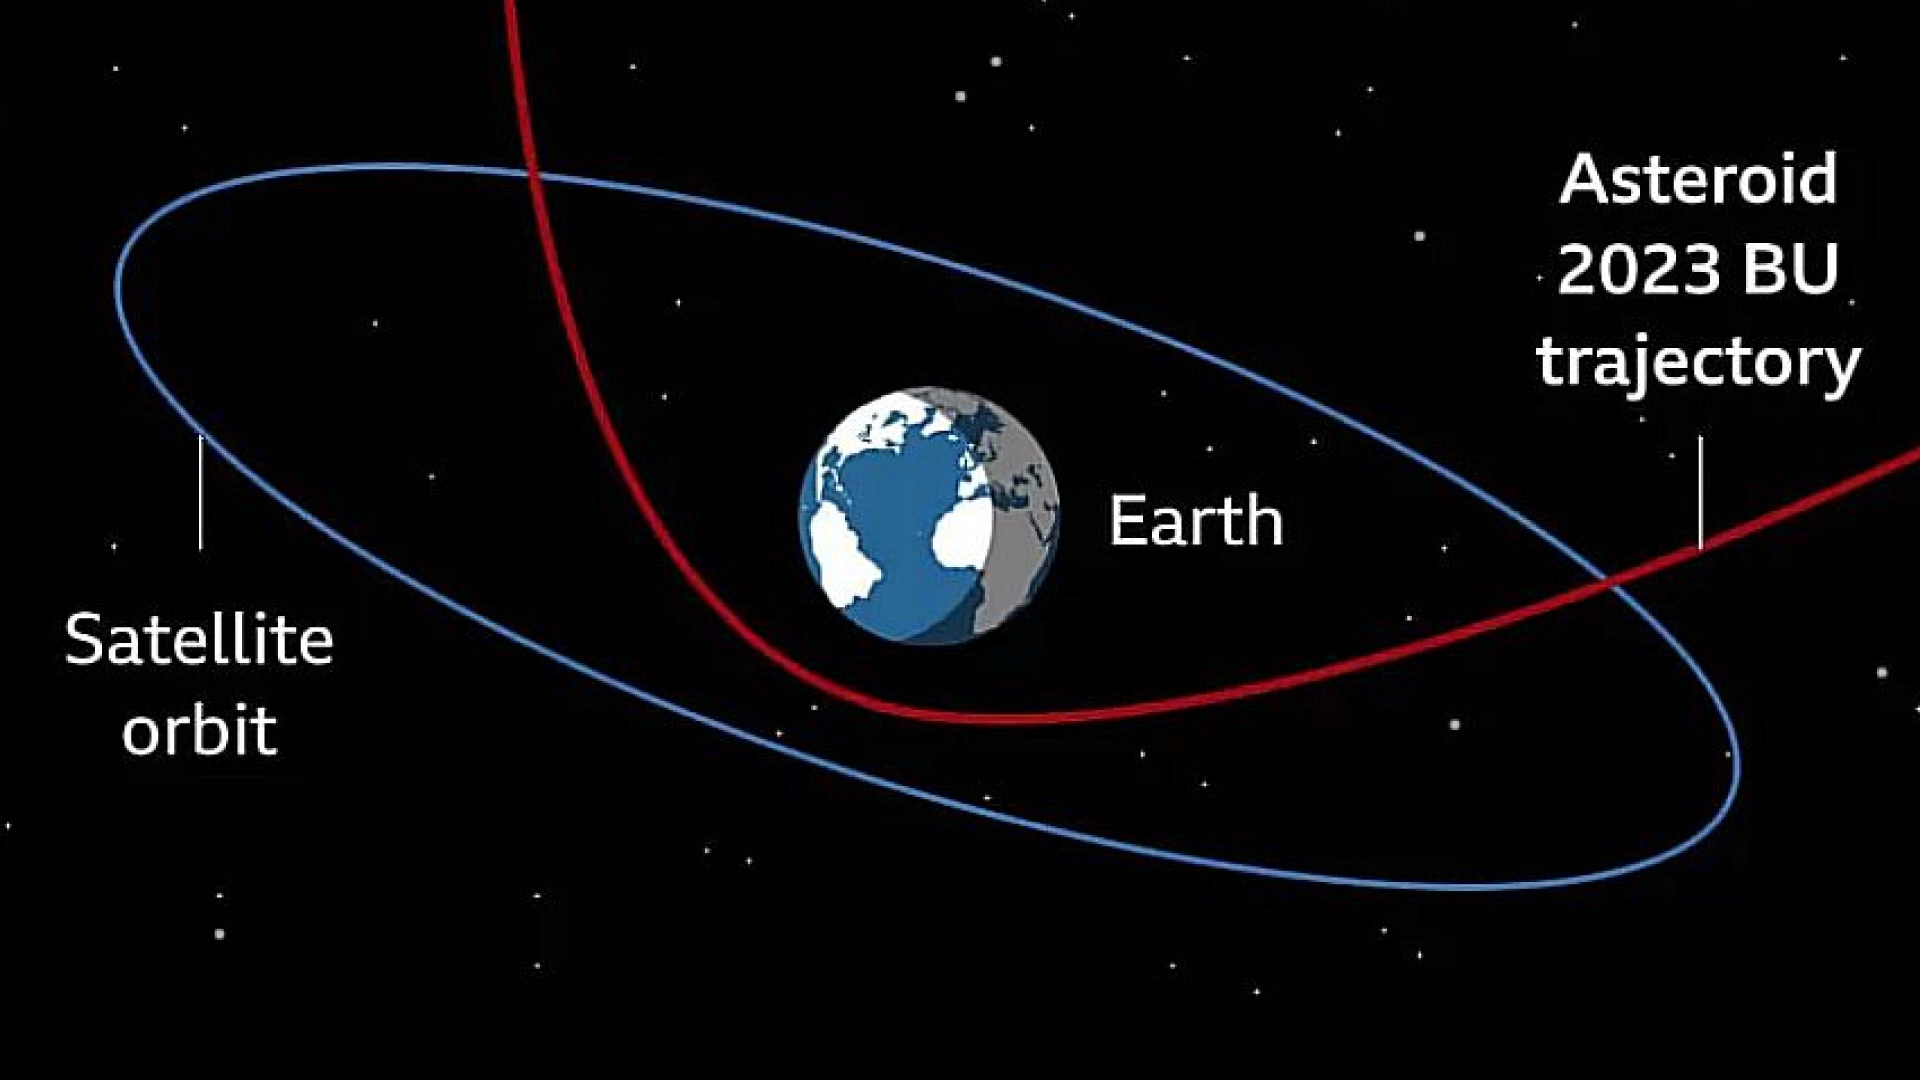 Asteroid
2023 BU
trajectory
Earth
Satellite
orbit